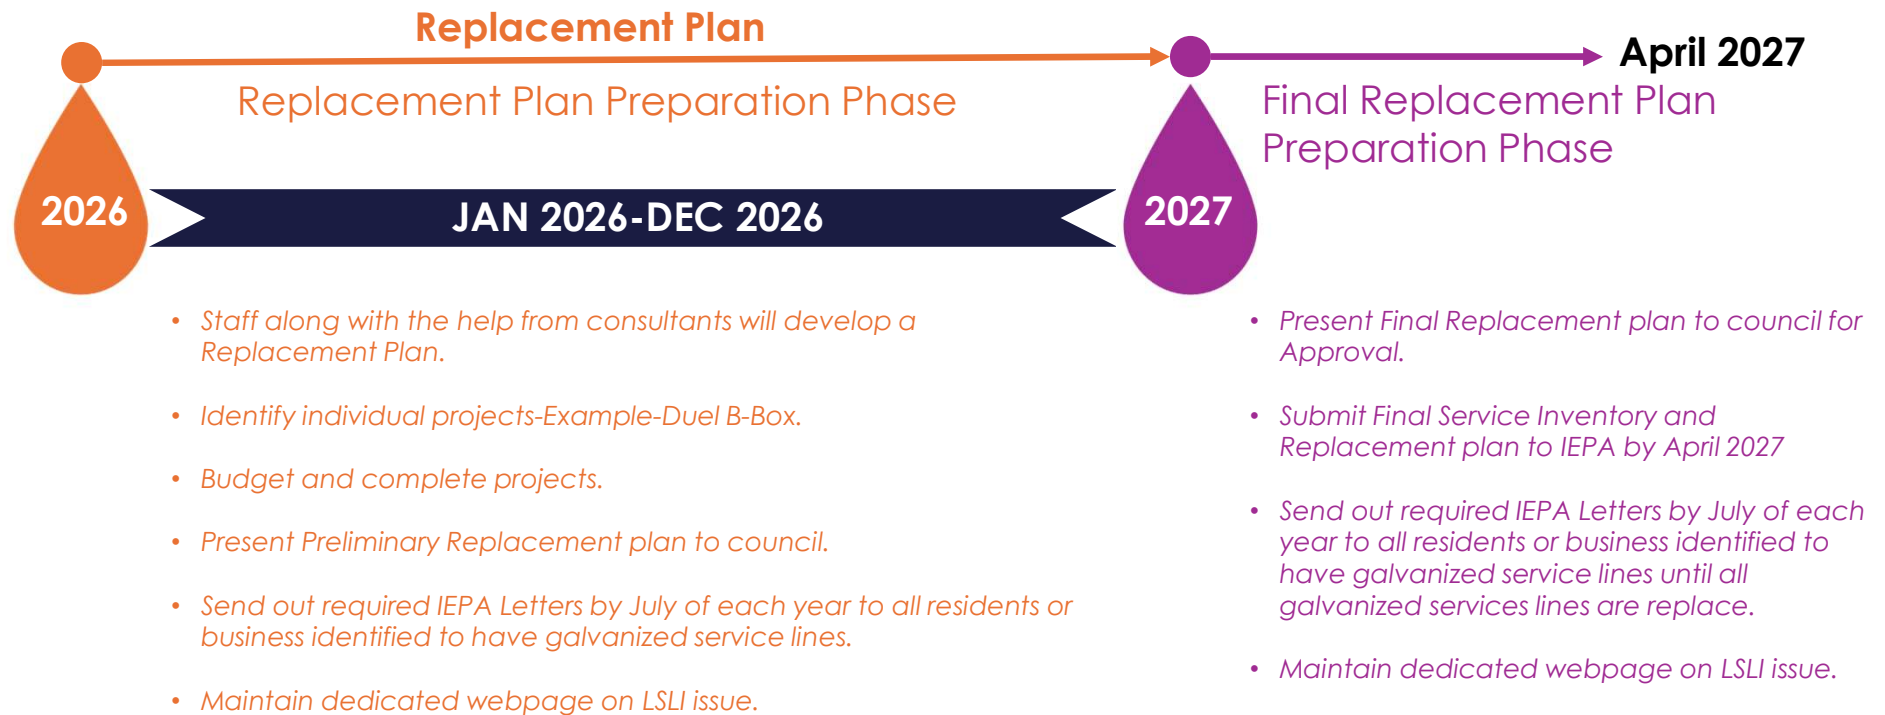 Replacement Plan
April 2027
Replacement Plan Preparation Phase
Final Replacement Plan
Preparation Phase
2026
JAN 2026-DEC 2026
2027
• Staff along with the help from consultants will develop a
Replacement Plan.
• Identify individual projects-Example-Duel B-Box.
• Budget and complete projects.
• Present Preliminary Replacement plan to council.
• Send out required IEPA Letters by July of each year to all residents or
business identified to have galvanized service lines.
• Maintain dedicated webpage on LSLI issue.
• Present Final Replacement plan to council for
Approval.
• Submit Final Service Inventory and
Replacement plan to IEPA by April 2027
• Send out required IEPA Letters by July of each
year to all residents or business identified to
have galvanized service lines until all
galvanized services lines are replace.
• Maintain dedicated webpage on LSLI issue.